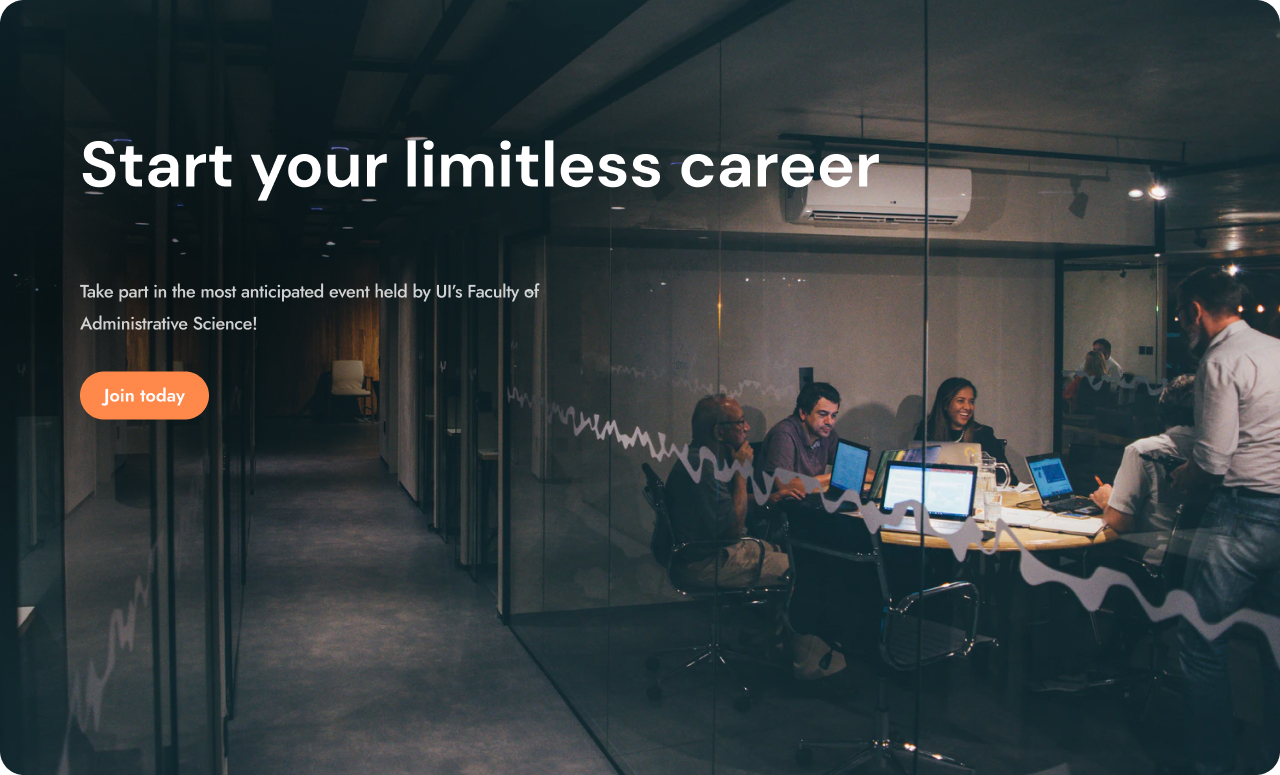 Start your limitless career
Take part in the most anticipated event held by UI's Faculty of
Administrative Science!
Join today